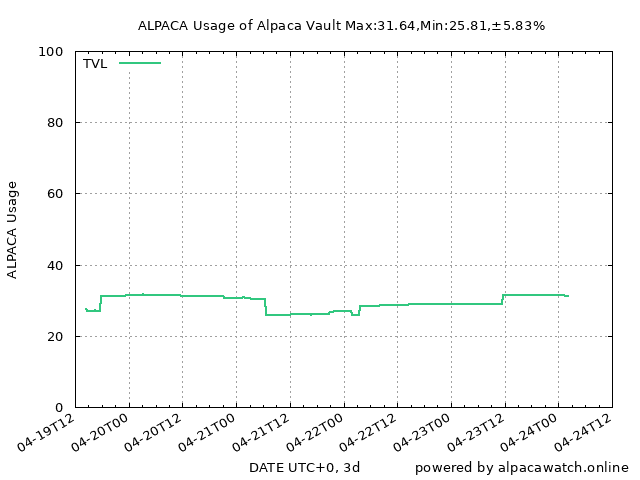 ALPACA Usage of Alpaca Vault Max:31.64,Min:25.81,±5.83%
TVL
100
80
60
40
20
0
ALPACA Usage
04-19T12
04-20T00
04-20T12
04-21T00
04-21T12
04-22T00
04-22T12
04-23T00
04-23T12
04-24T00
04-24T12
DATE UTC+0, 3d
powered by alpacawatch.online